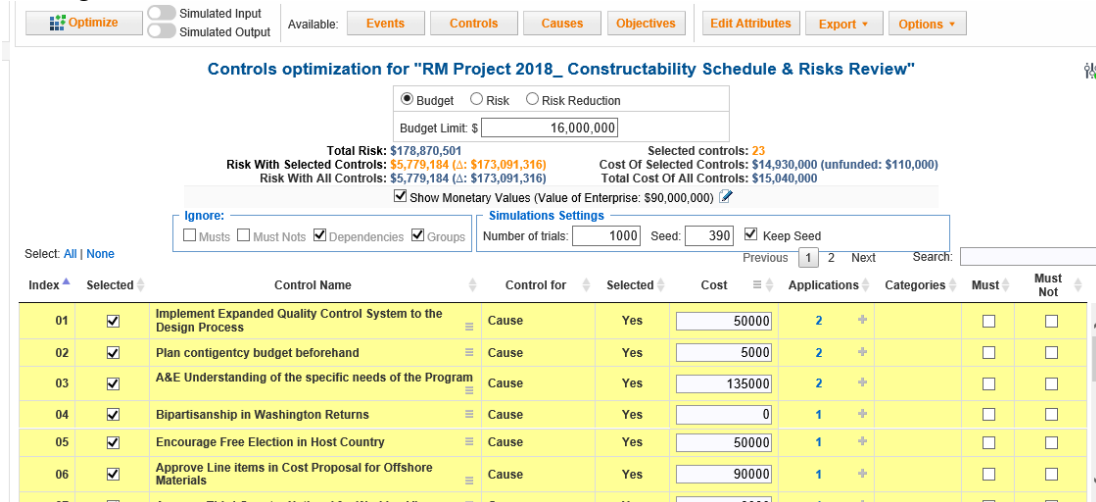 Optimize
Simulated Input
Simulated Output
Available:
Events
Controls
Causes
Objectives
Edit Attributes
Export
Options
Controls optimization for "RM Project 2018_ Constructability Schedule & Risks Review"
Budget Risk Risk Reduction
Budget Limit: $ 16,000,000
Total Risk: $178,870,501 Selected controls: 23
Risk With Selected Controls: $5,779,184 (Δ: $173,091,316) Cost Of Selected Controls: $14,930,000 (unfunded: $110,000)
Risk With All Controls: $5,779,184 (Δ: $173,091,316) Total Cost Of All Controls: $15,040,000
Show Monetary Values (Value of Enterprise: $90,000,000)
Ignore: Simulations Settings
Musts Must Nots Dependencies Groups Number of trials: 1000 Seed: 390 Keep Seed
Select: All | None Previous 1 2 Next Search:
Index Selected Control Name Control for Selected Cost Applications Categories Must Must Not
01 Implement Expanded Quality Control System to the Cause Yes 50000 2
Design Process
02 Plan contigentcy budget beforehand Cause Yes 5000 2
03 A&E Understanding of the specific needs of the Program Cause Yes 135000 2
04 Bipartisanship in Washington Returns Cause Yes 0 1
05 Encourage Free Election in Host Country Cause Yes 50000 1
06 Approve Line items in Cost Proposal for Offshore Cause Yes 90000 1
Materials